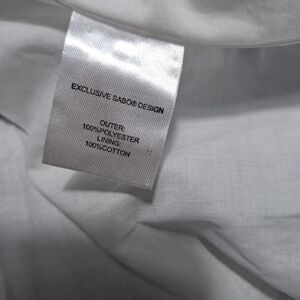 EXCLUSIVE SABO® DESIGN
OUTER:
100%POLYESTER
LINING:
100%COTTON